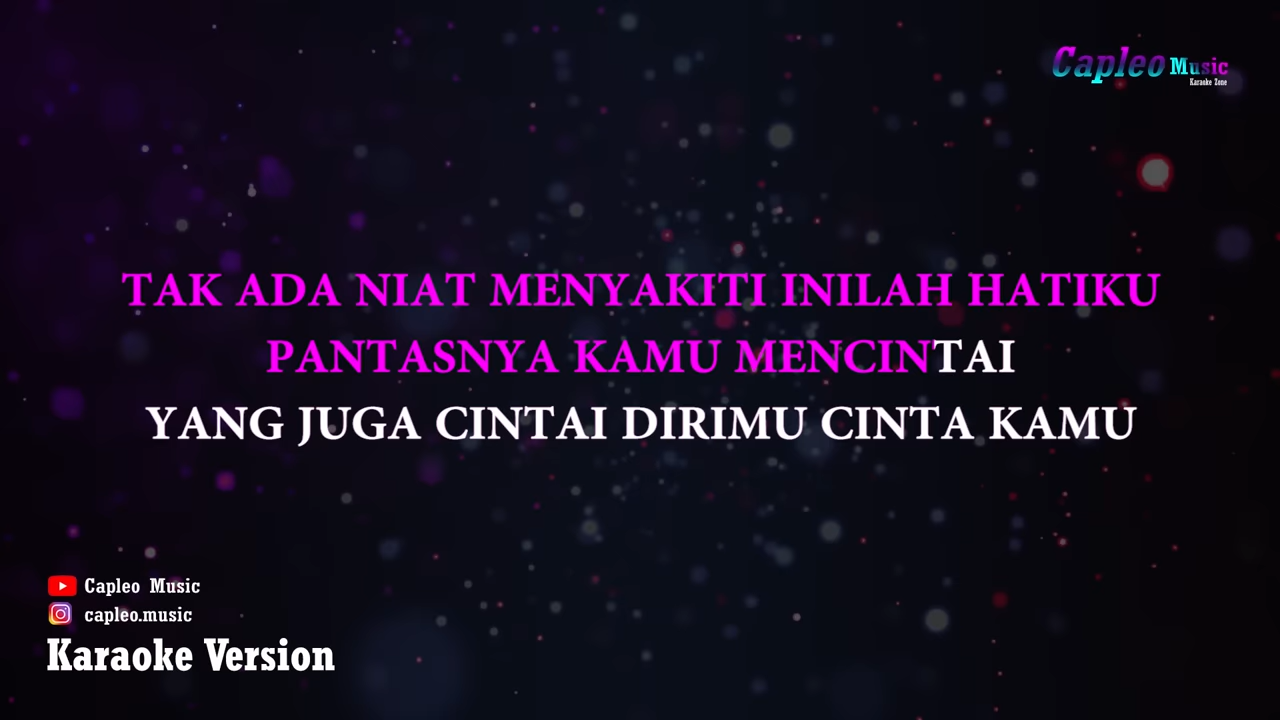 Capleo Music
Karaoke Zone
TAK ADA NIAT MENYAKITI INILAH HATIKU
PANTASNYA KAMU MENCINTAI
YANG JUGA CINTAI DIRIMU CINTA KAMU
Capleo Music
capleo.music
Karaoke Version